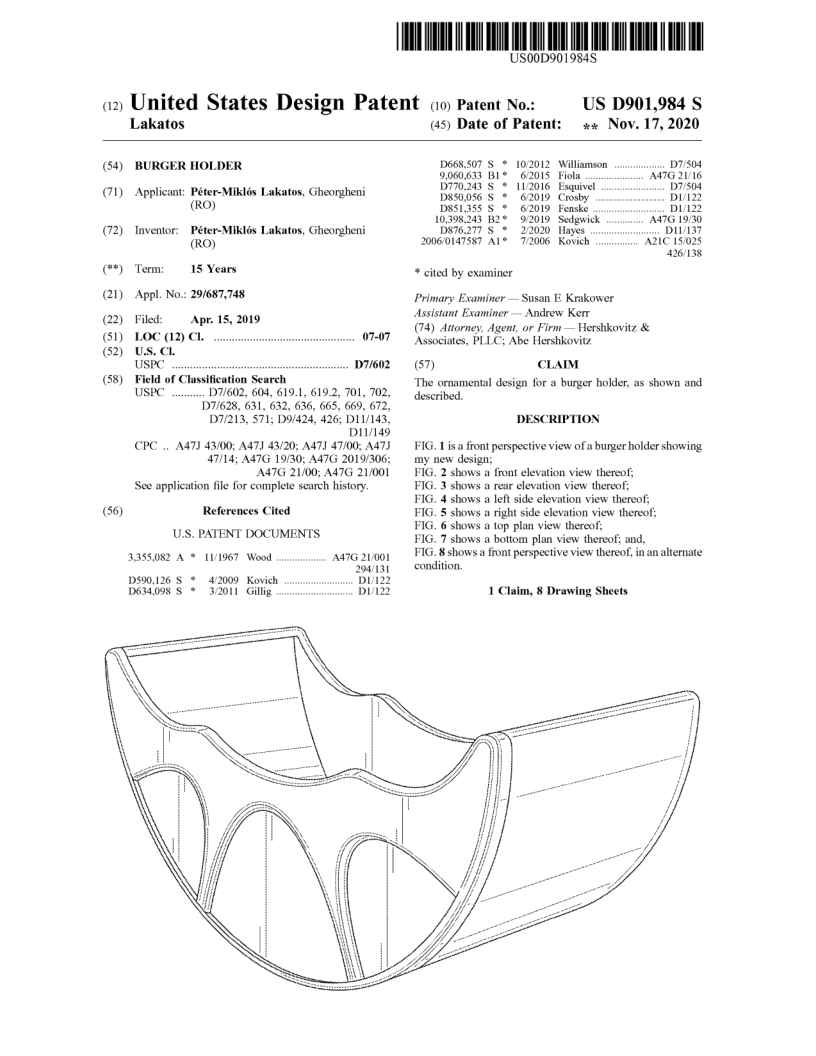 US00D901984S
(12) United States Design Patent
Lakatos
(10) Patent No.: US D901,984 S
(45) Date of Patent: ** Nov. 17, 2020
(54) BURGER HOLDER
(71) Applicant: Péter-Miklós Lakatos, Gheorgheni
(RO)
(72) Inventor: Péter-Miklós Lakatos, Gheorgheni
(RO)
(**) Term: 15 Years
(21) Appl. No.: 29/687,748
(22) Filed: Apr. 15, 2019
(51) LOC (12) Cl. .......................................... 07-07
(52) U.S. Cl.
USPC ..................................................... D7/602
(58) Field of Classification Search
USPC ........... D7/602, 604, 619.1, 619.2, 701, 702,
D7/628, 631, 632, 636, 665, 669, 672,
D7/213, 571; D9/424, 426; D11/143,
D11/149
CPC .. A47J 43/00; A47J 43/20; A47J 47/00; A47J
47/14; A47G 19/30; A47G 2019/306;
A47G 21/00; A47G 21/001
See application file for complete search history.
(56) References Cited
U.S. PATENT DOCUMENTS
3,355,082 A * 11/1967 Wood .................. A47G 21/001
294/131
D590,126 S * 4/2009 Kovich ......................... D1/122
D634,098 S * 3/2011 Gillig ............................ D1/122
D668,507 S * 10/2012 Williamson .................. D7/504
9,060,633 B1 * 6/2015 Fiola ..................... A47G 21/16
D770,243 S * 11/2016 Esquivel ....................... D7/504
D850,056 S * 6/2019 Crosby ......................... D1/122
D851,355 S * 6/2019 Fenske .......................... D1/122
10,398,243 B2 * 9/2019 Sedgwick ............. A47G 19/30
D876,277 S * 2/2020 Hayes ......................... D11/137
2006/0147587 A1 * 7/2006 Kovich ............... A21C 15/025
426/138
* cited by examiner
Primary Examiner — Susan E Krakower
Assistant Examiner — Andrew Kerr
(74) Attorney, Agent, or Firm — Hershkovitz &
Associates, PLLC; Abe Hershkovitz
(57) CLAIM
The ornamental design for a burger holder, as shown and
described.
DESCRIPTION
FIG. 1 is a front perspective view of a burger holder showing
my new design;
FIG. 2 shows a front elevation view thereof;
FIG. 3 shows a rear elevation view thereof;
FIG. 4 shows a left side elevation view thereof;
FIG. 5 shows a right side elevation view thereof;
FIG. 6 shows a top plan view thereof;
FIG. 7 shows a bottom plan view thereof; and,
FIG. 8 shows a front perspective view thereof, in an alternate
condition.
1 Claim, 8 Drawing Sheets